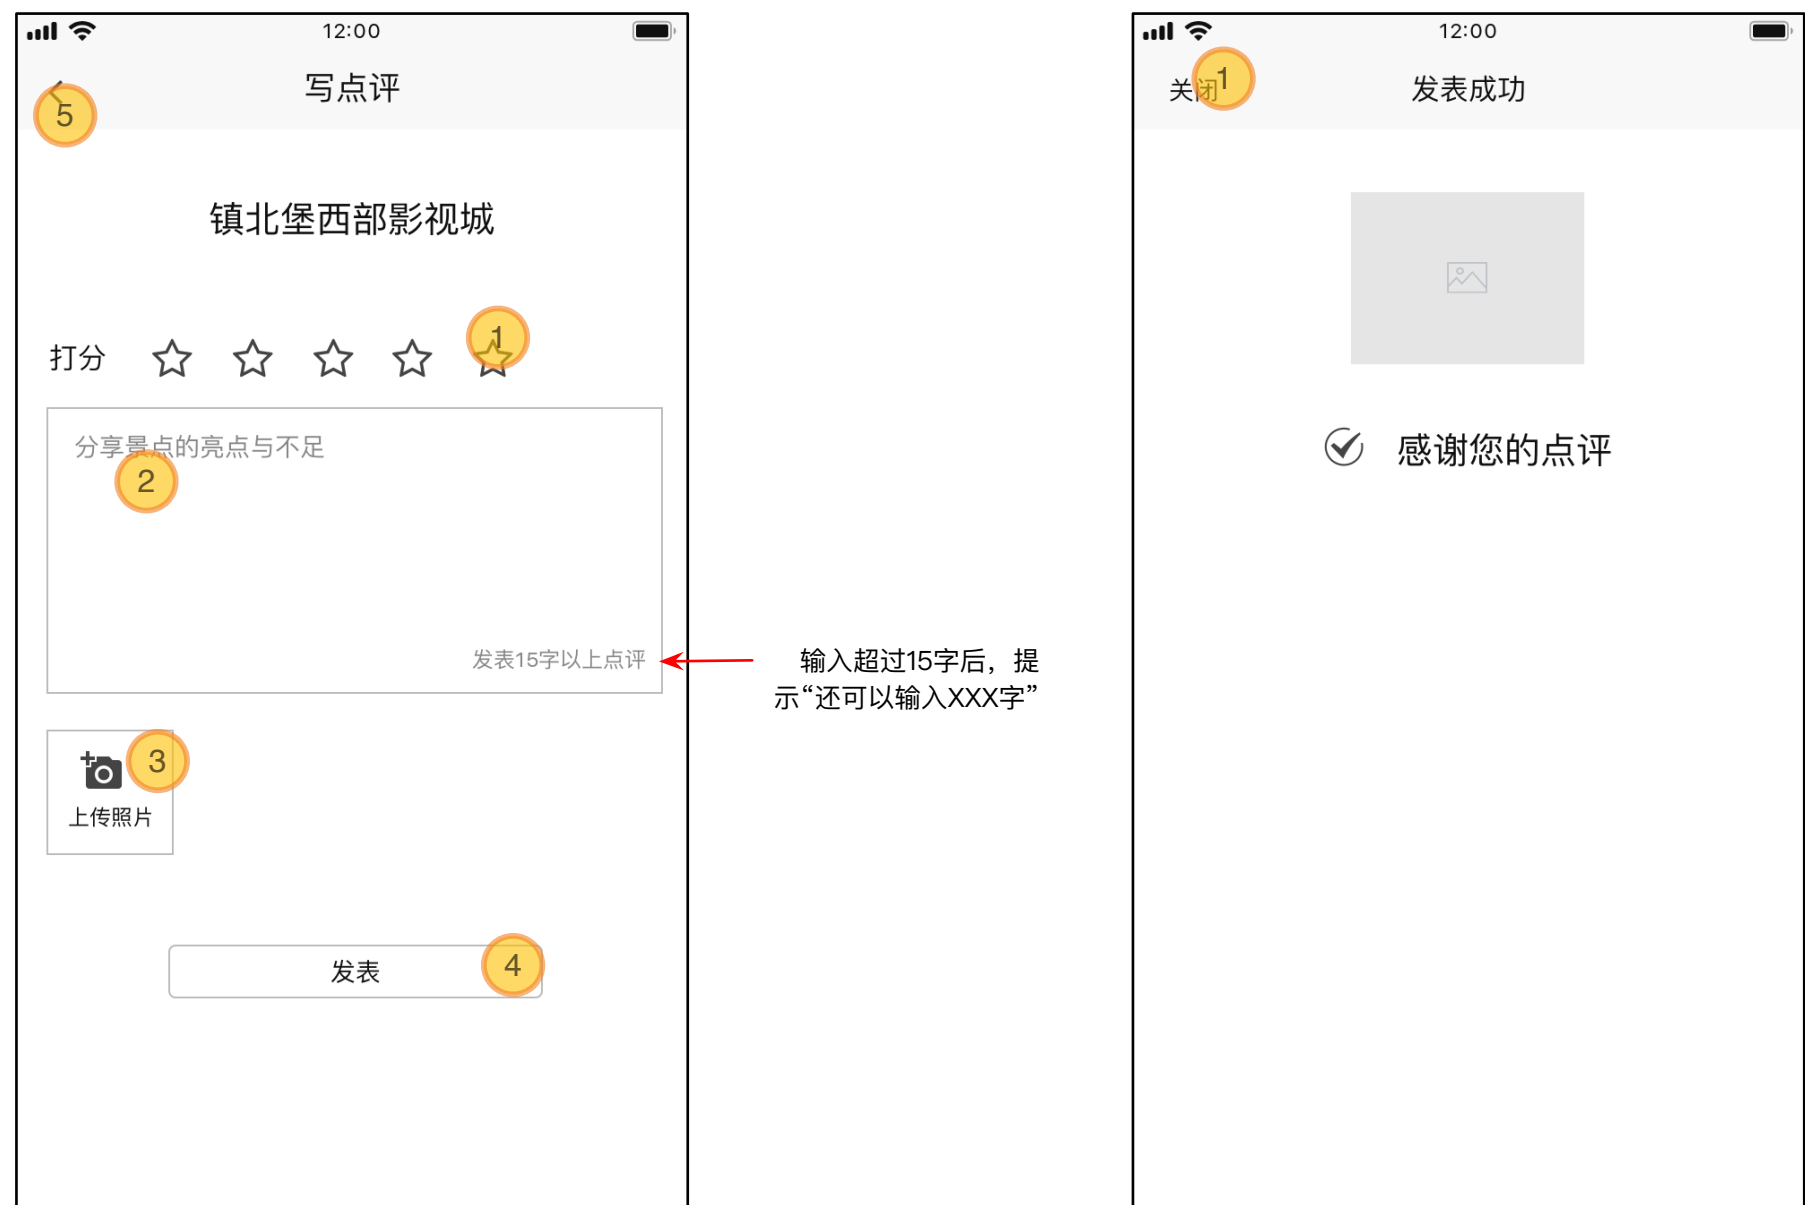 12:00
写点评
5
镇北堡西部影视城
打分
1
分享景点的亮点与不足
2
发表15字以上点评
3
上传照片
发表
4
输入超过15字后，提
示“还可以输入XXX字”
12:00
关闭
1
发表成功
感谢您的点评